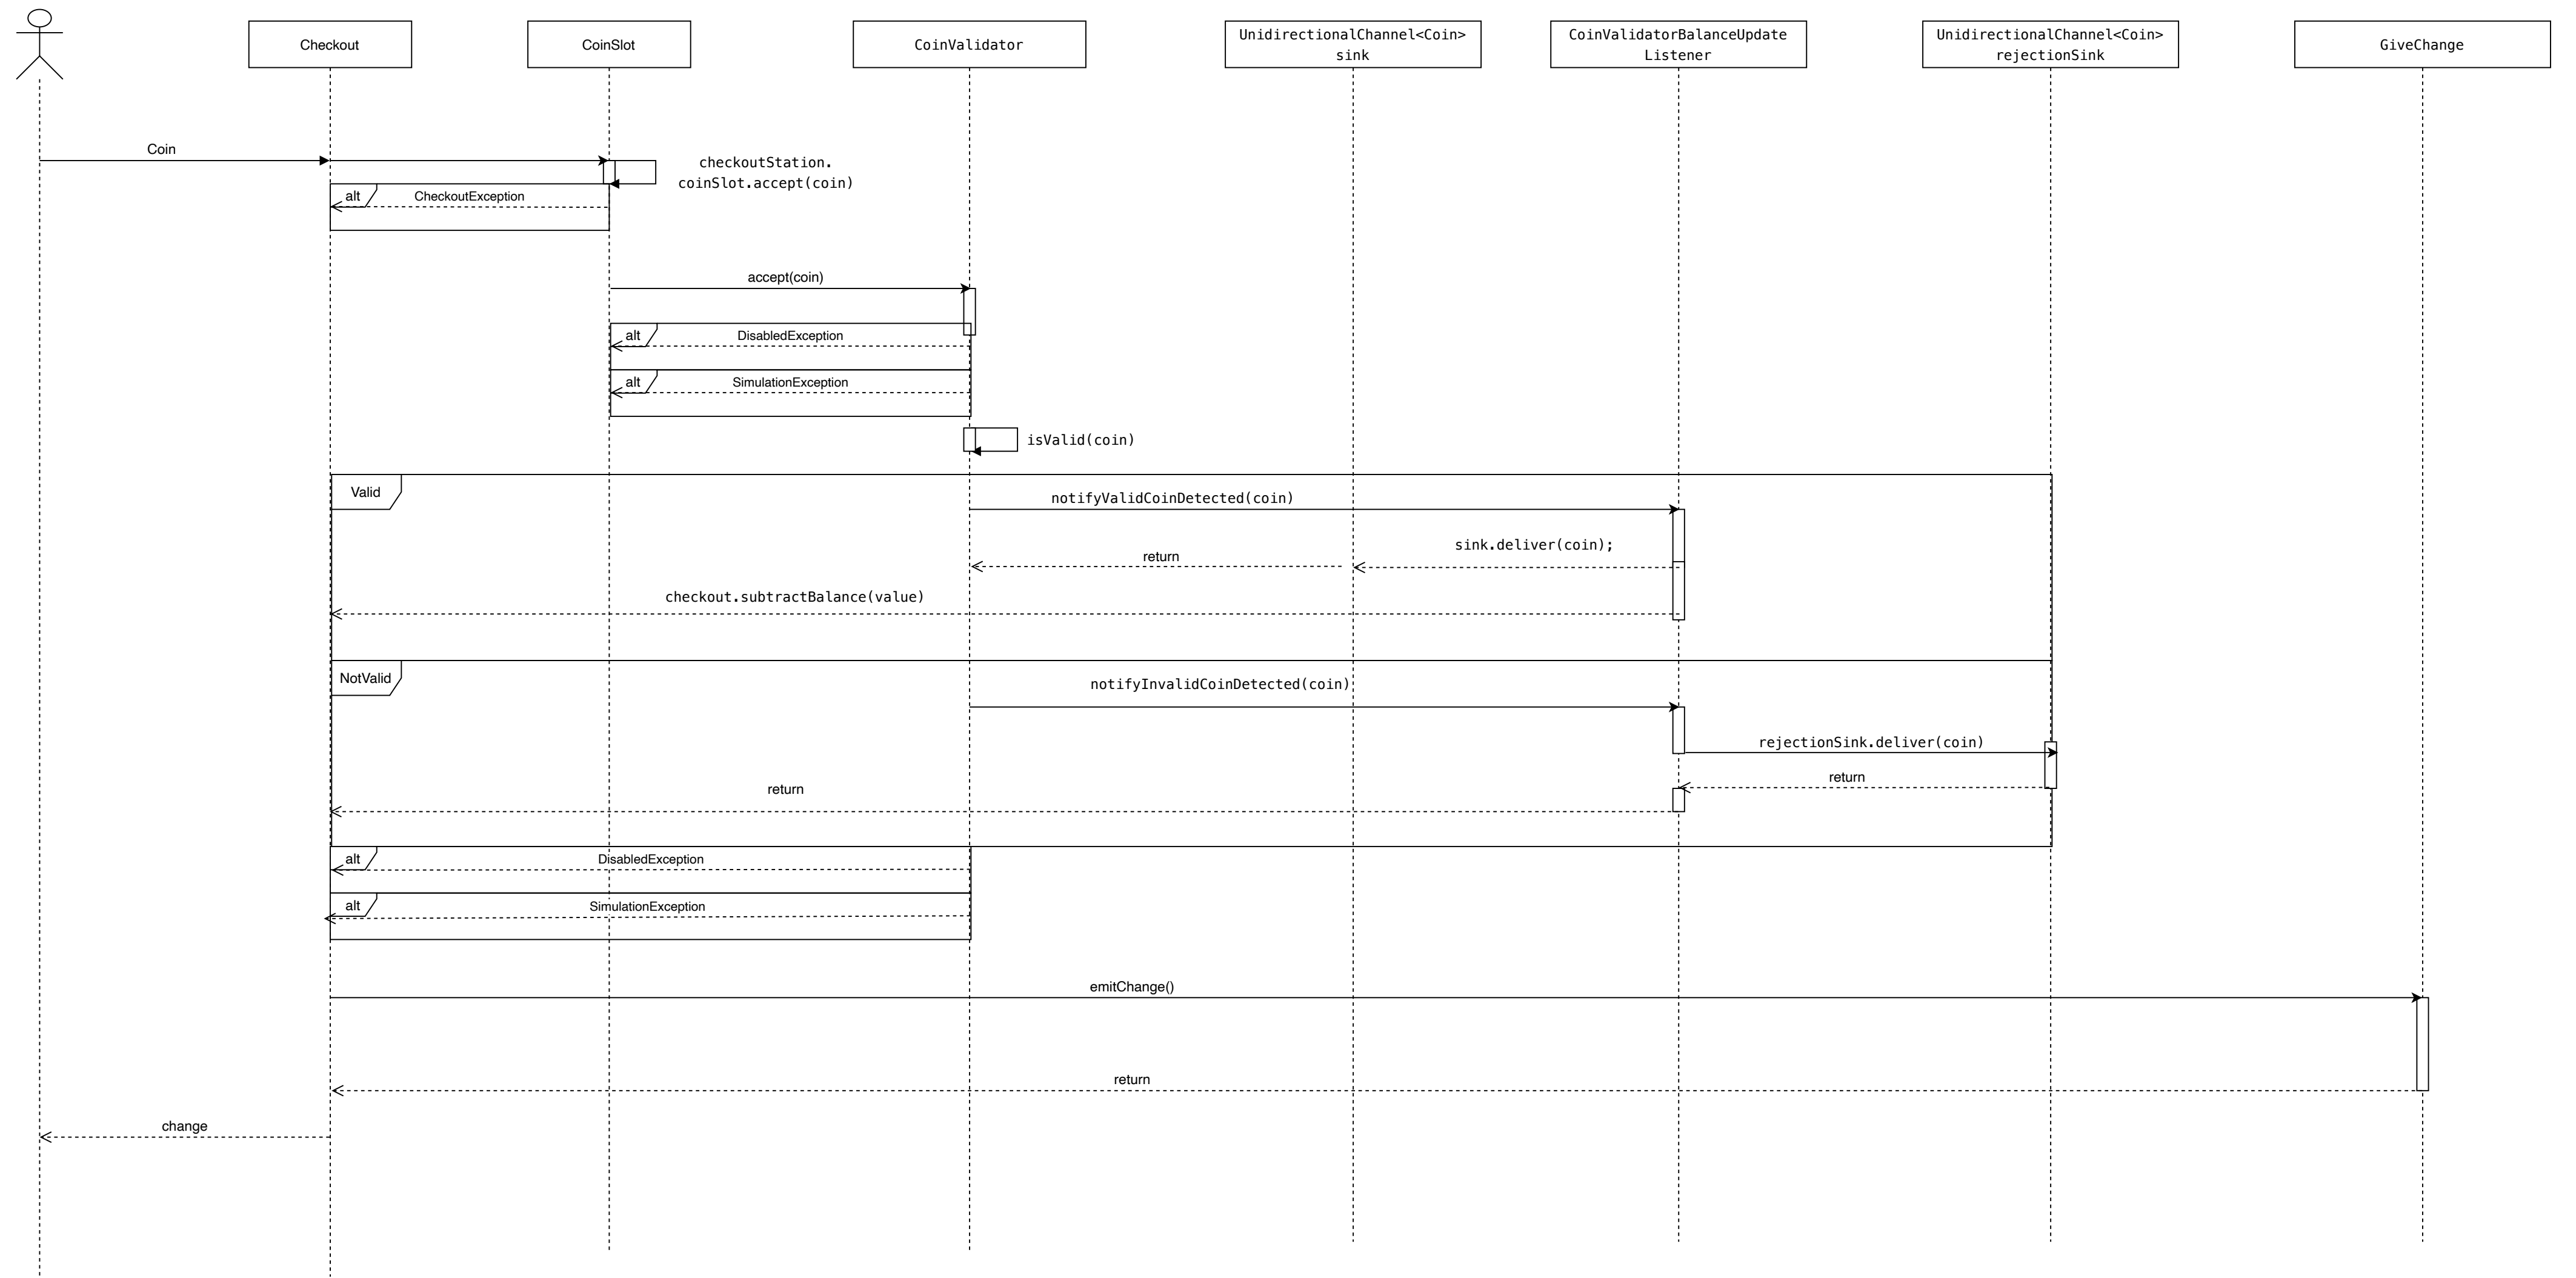 Checkout
CoinSlot
CoinValidator
UnidirectionalChannel<Coin>
sink
CoinValidatorBalanceUpdate
Listener
UnidirectionalChannel<Coin>
rejectionSink
GiveChange
Coin
checkoutStation.
coinSlot.accept(coin)
alt
CheckoutException
accept(coin)
alt
DisabledException
alt
SimulationException
isValid(coin)
Valid
notifyValidCoinDetected(coin)
sink.deliver(coin);
return
checkout.subtractBalance(value)
NotValid
notifyInvalidCoinDetected(coin)
rejectionSink.deliver(coin)
return
return
alt
DisabledException
alt
SimulationException
emitChange()
return
change